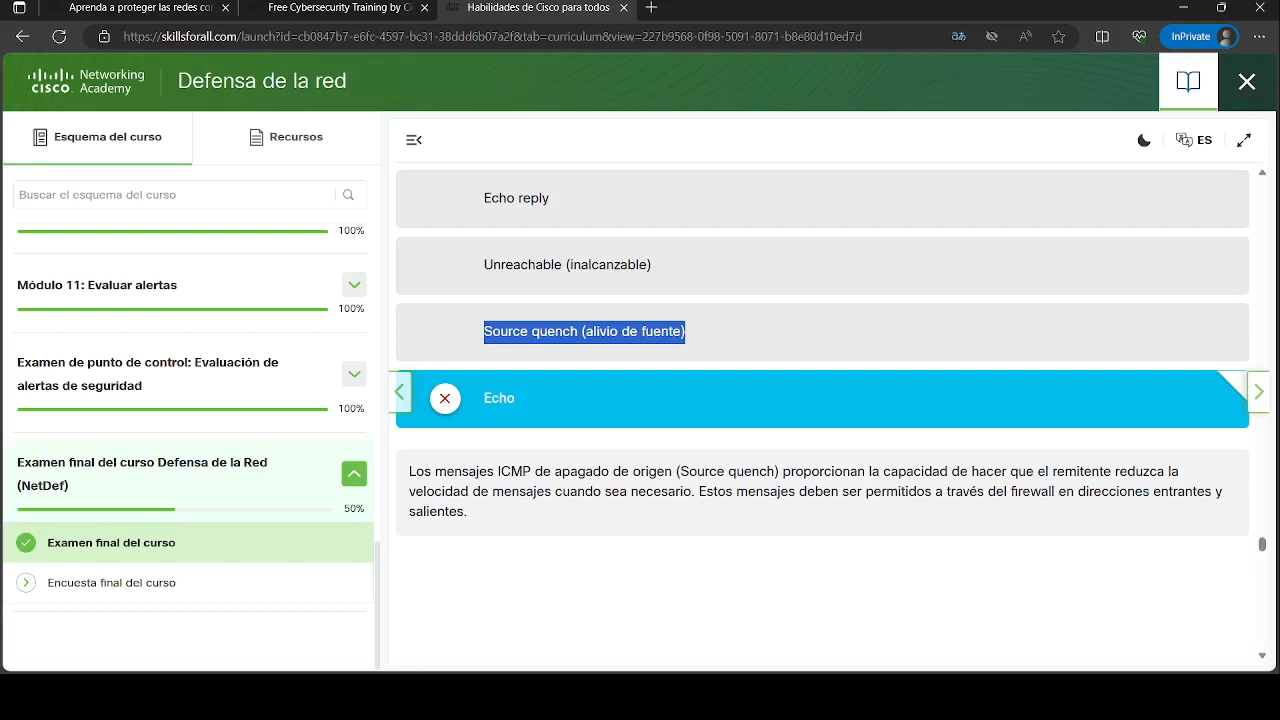 Aprenda a proteger las redes cor
Free Cybersecurity Training by Ci
Habilidades de Cisco para todos
https://skillsforall.com/launch?id=cb0847b7-e6fc-4597-bc31-38ddd6b07a2f&tab=curriculum&view=227b9568-0f98-5091-8071-b8e80d10ed7d
InPrivate
Networking
CISCO Academy
Defensa de la red
Esquema del curso
Recursos
ES
Buscar el esquema del curso
100%
Módulo 11: Evaluar alertas
100%
Examen de punto de control: Evaluación de
alertas de seguridad
100%
Examen final del curso Defensa de la Red
(NetDef)
50%
Examen final del curso
Encuesta final del curso
Echo reply
Unreachable (inalcanzable)
Source quench (alivio de fuente)
Echo
Los mensajes ICMP de apagado de origen (Source quench) proporcionan la capacidad de hacer que el remitente reduzca la
velocidad de mensajes cuando sea necesario. Estos mensajes deben ser permitidos a través del firewall en direcciones entrantes y
salientes.